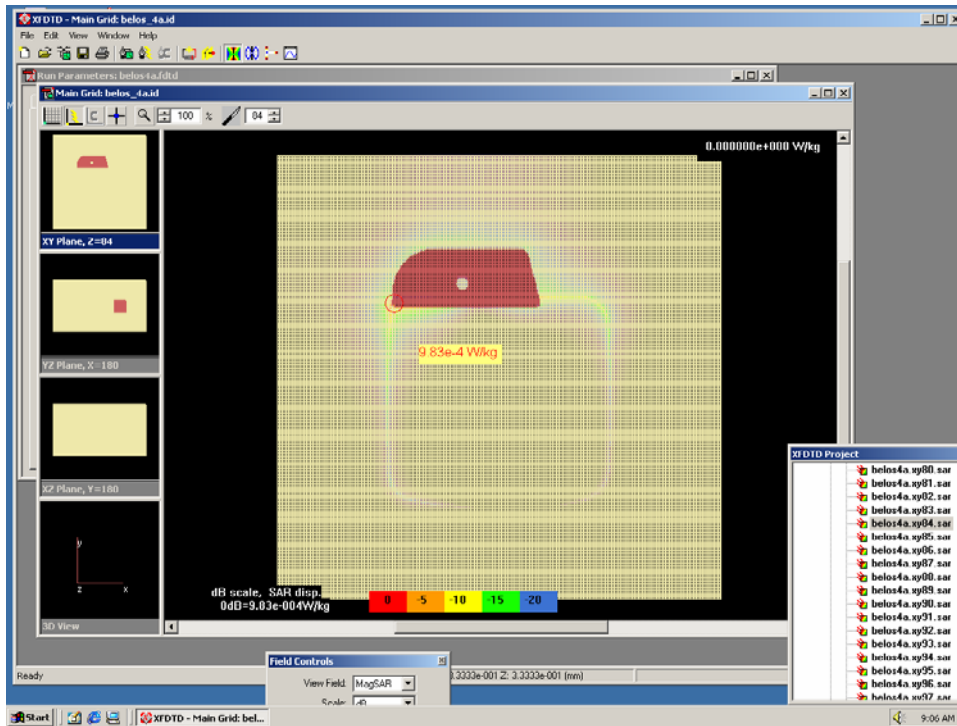 XFDTD - Main Grid: belos_4a.id
File Edit View Window Help
Run Parameters: belos4a.fdtd
Main Grid: belos_4a.id
100 % 84
0.000000e+000 W/kg
XY Plane, Z=84
YZ Plane, X=180
XZ Plane, Y=180
y
z x
3D View
9.83e-4 W/kg
dB scale, SAR disp.
0dB=9.83e-004W/kg
0 -5 -10 -15 -20
XFDTD Project
belos4a.xy80.sar
belos4a.xy81.sar
belos4a.xy82.sar
belos4a.xy83.sar
belos4a.xy84.sar
belos4a.xy85.sar
belos4a.xy86.sar
belos4a.xy87.sar
belos4a.xy88.sar
belos4a.xy89.sar
belos4a.xy90.sar
belos4a.xy91.sar
belos4a.xy92.sar
belos4a.xy93.sar
belos4a.xy94.sar
belos4a.xy95.sar
belos4a.xy96.sar
belos4a.xy97.sar
Field Controls
View Field: MagSAR
Scale: dB
Ready
3.3333e-001 Z: 3.3333e-001 (mm)
Start
XFDTD - Main Grid: bel...
9:06 AM